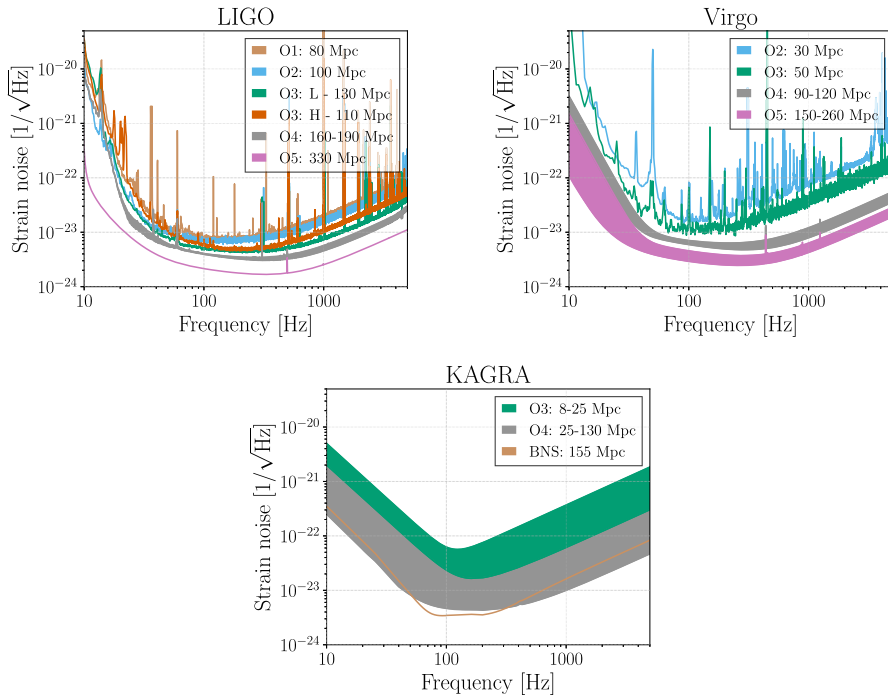 LIGO
Strain noise [1/√Hz]
10⁻²⁰
10⁻²¹
10⁻²²
10⁻²³
10⁻²⁴
O1: 80 Mpc
O2: 100 Mpc
O3: L - 130 Mpc
O3: H - 110 Mpc
O4: 160-190 Mpc
O5: 330 Mpc
10 100 1000
Frequency [Hz]
Virgo
Strain noise [1/√Hz]
10⁻²⁰
10⁻²¹
10⁻²²
10⁻²³
10⁻²⁴
O2: 30 Mpc
O3: 50 Mpc
O4: 90-120 Mpc
O5: 150-260 Mpc
10 100 1000
Frequency [Hz]
KAGRA
Strain noise [1/√Hz]
10⁻²⁰
10⁻²¹
10⁻²²
10⁻²³
10⁻²⁴
O3: 8-25 Mpc
O4: 25-130 Mpc
BNS: 155 Mpc
10 100 1000
Frequency [Hz]